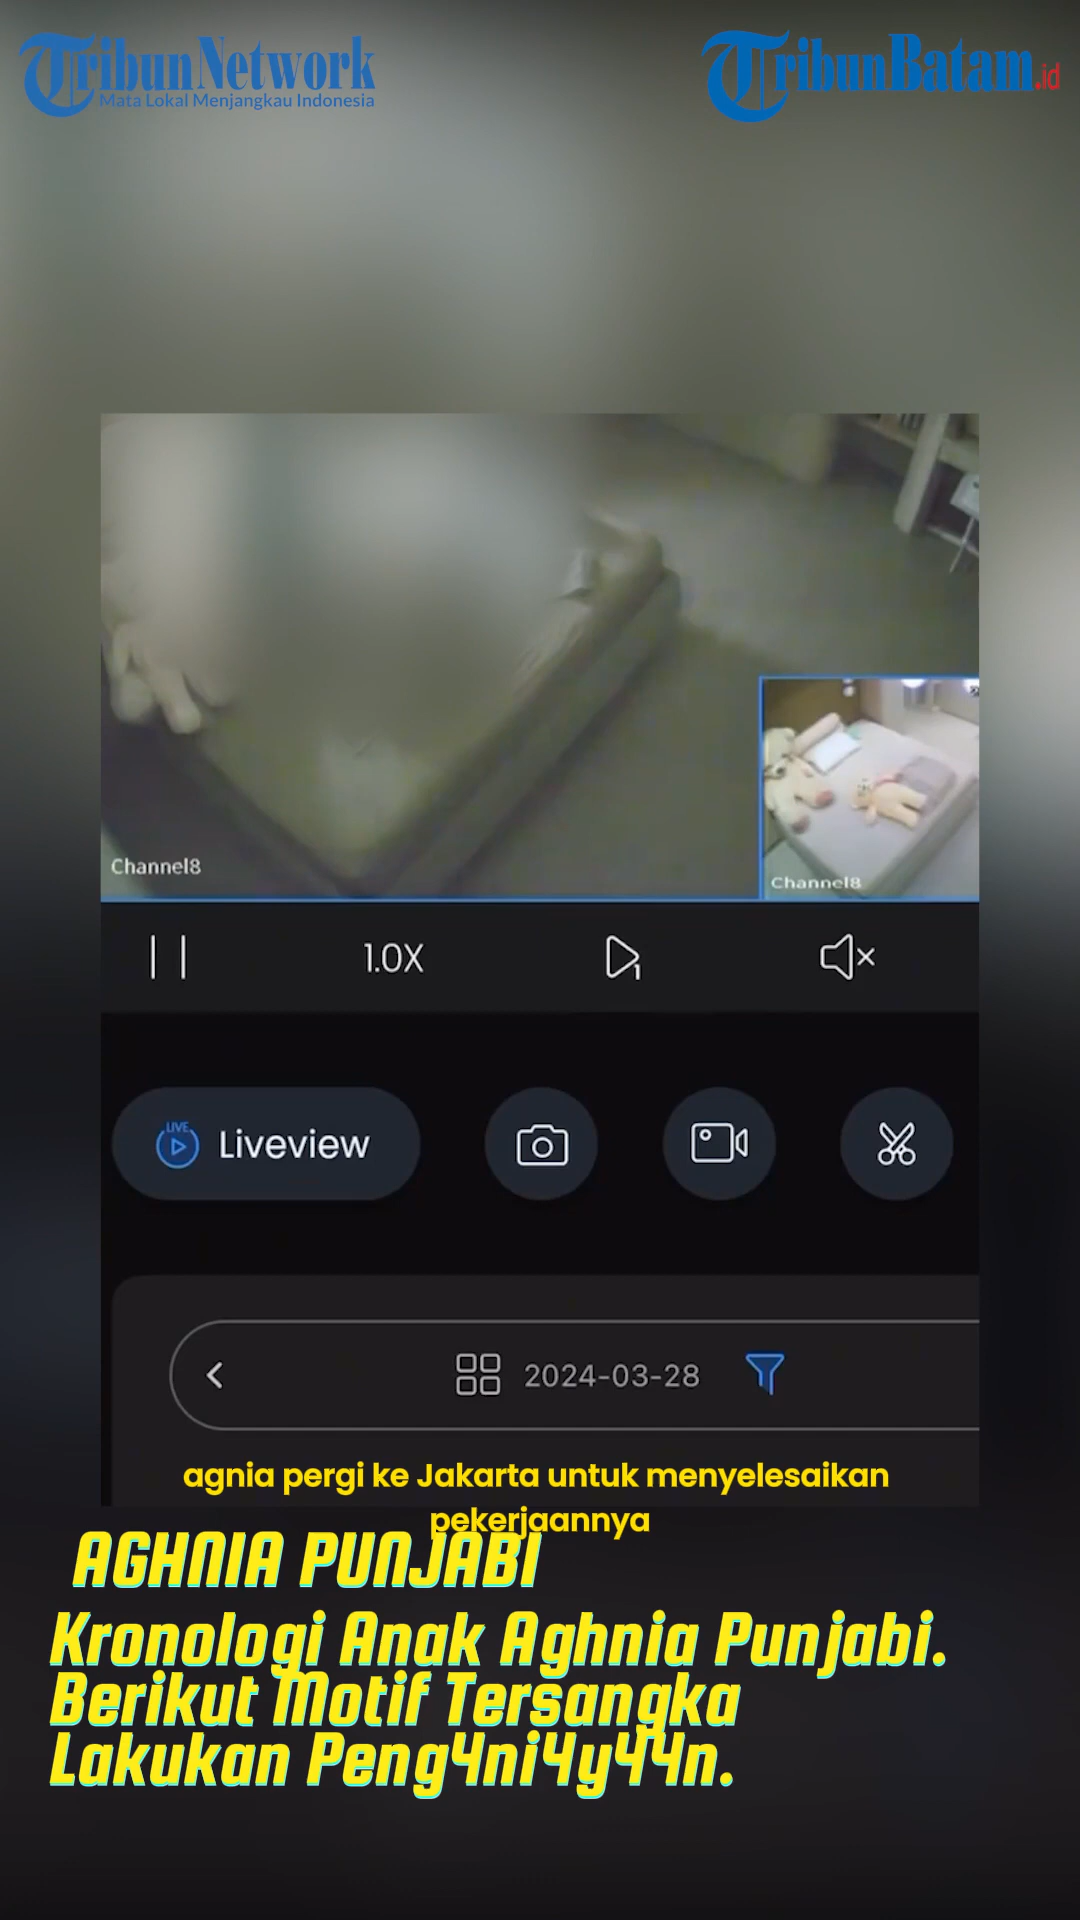 TribunNetwork
Mata Lokal Menjangkau Indonesia
TribunBatam.id
Channel8
Channel8
1.0X
1
LIVE
Liveview
2024-03-28
agnia pergi ke Jakarta untuk menyelesaikan
pekerjaannya
AGHNIA PUNJABI
Kronologi Anak Aghnia Punjabi.
Berikut Motif Tersangka
Lakukan Peng4ni4y44n.